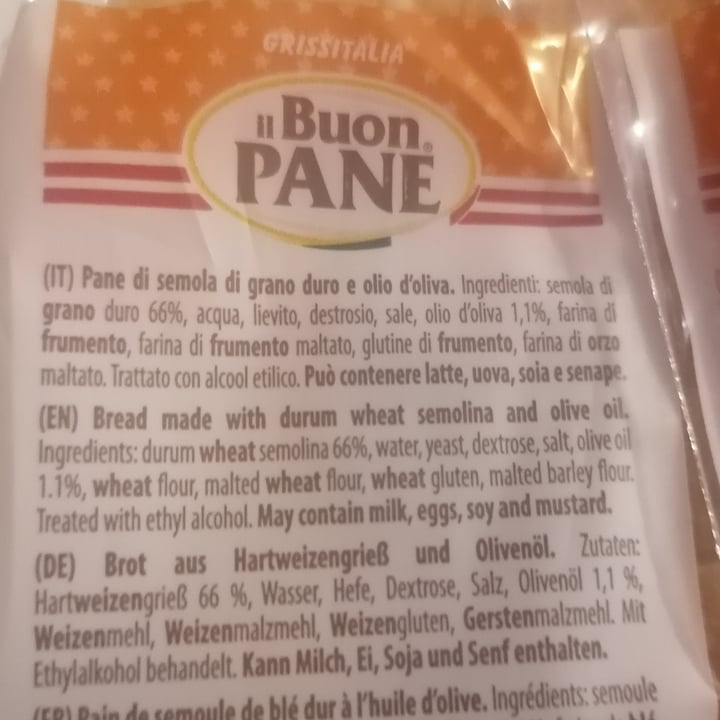 GRISSITALIA
il Buon®
PANE
(IT) Pane di semola di grano duro e olio d'oliva. Ingredienti: semola di
grano duro 66%, acqua, lievito, destrosio, sale, olio d'oliva 1,1%, farina di
frumento, farina di frumento maltato, glutine di frumento, farina di orzo
maltato. Trattato con alcool etilico. Può contenere latte, uova, soia e senape.
(EN) Bread made with durum wheat semolina and olive oil.
Ingredients: durum wheat semolina 66%, water, yeast, dextrose, salt, olive oil
1.1%, wheat flour, malted wheat flour, wheat gluten, malted barley flour.
Treated with ethyl alcohol. May contain milk, eggs, soy and mustard.
(DE) Brot aus Hartweizengrieß und Olivenöl. Zutaten:
Hartweizengrieß 66 %, Wasser, Hefe, Dextrose, Salz, Olivenöl 1,1 %,
Weizenmehl, Weizenmalzmehl, Weizengluten, Gerstenmalzmehl. Mit
Ethylalkohol behandelt. Kann Milch, Ei, Soja und Senf enthalten.
(FR) Pain de semoule de blé dur à l'huile d'olive. Ingrédients: semoule